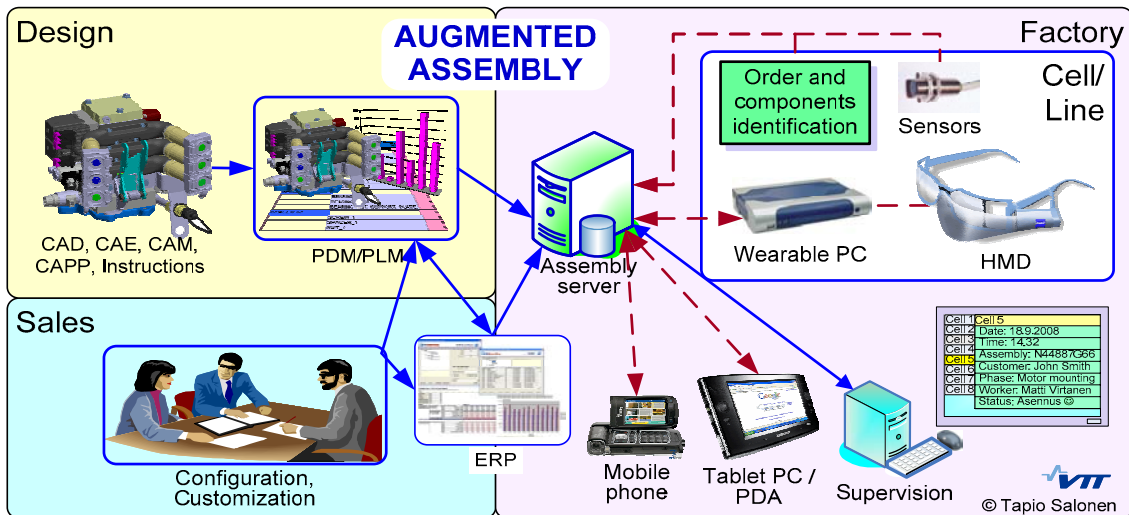 Design
AUGMENTED
ASSEMBLY
Factory
Cell/
Line
Order and
components
identification
Sensors
CAD, CAE, CAM,
CAPP, Instructions
PDM/PLM
Assembly
server
Wearable PC
HMD
Sales
Configuration,
Customization
ERP
Mobile
phone
Tablet PC /
PDA
Supervision
Cell 1
Cell 2
Cell 3
Cell 4
Cell 5
Cell 6
Cell 7
Cell 8
Cell 5
Date: 18.9.2008
Time: 14.32
Assembly: N44887G66
Customer: John Smith
Phase: Motor mounting
Worker: Matti Virtanen
Status; Asennus ☺
VTT
© Tapio Salonen